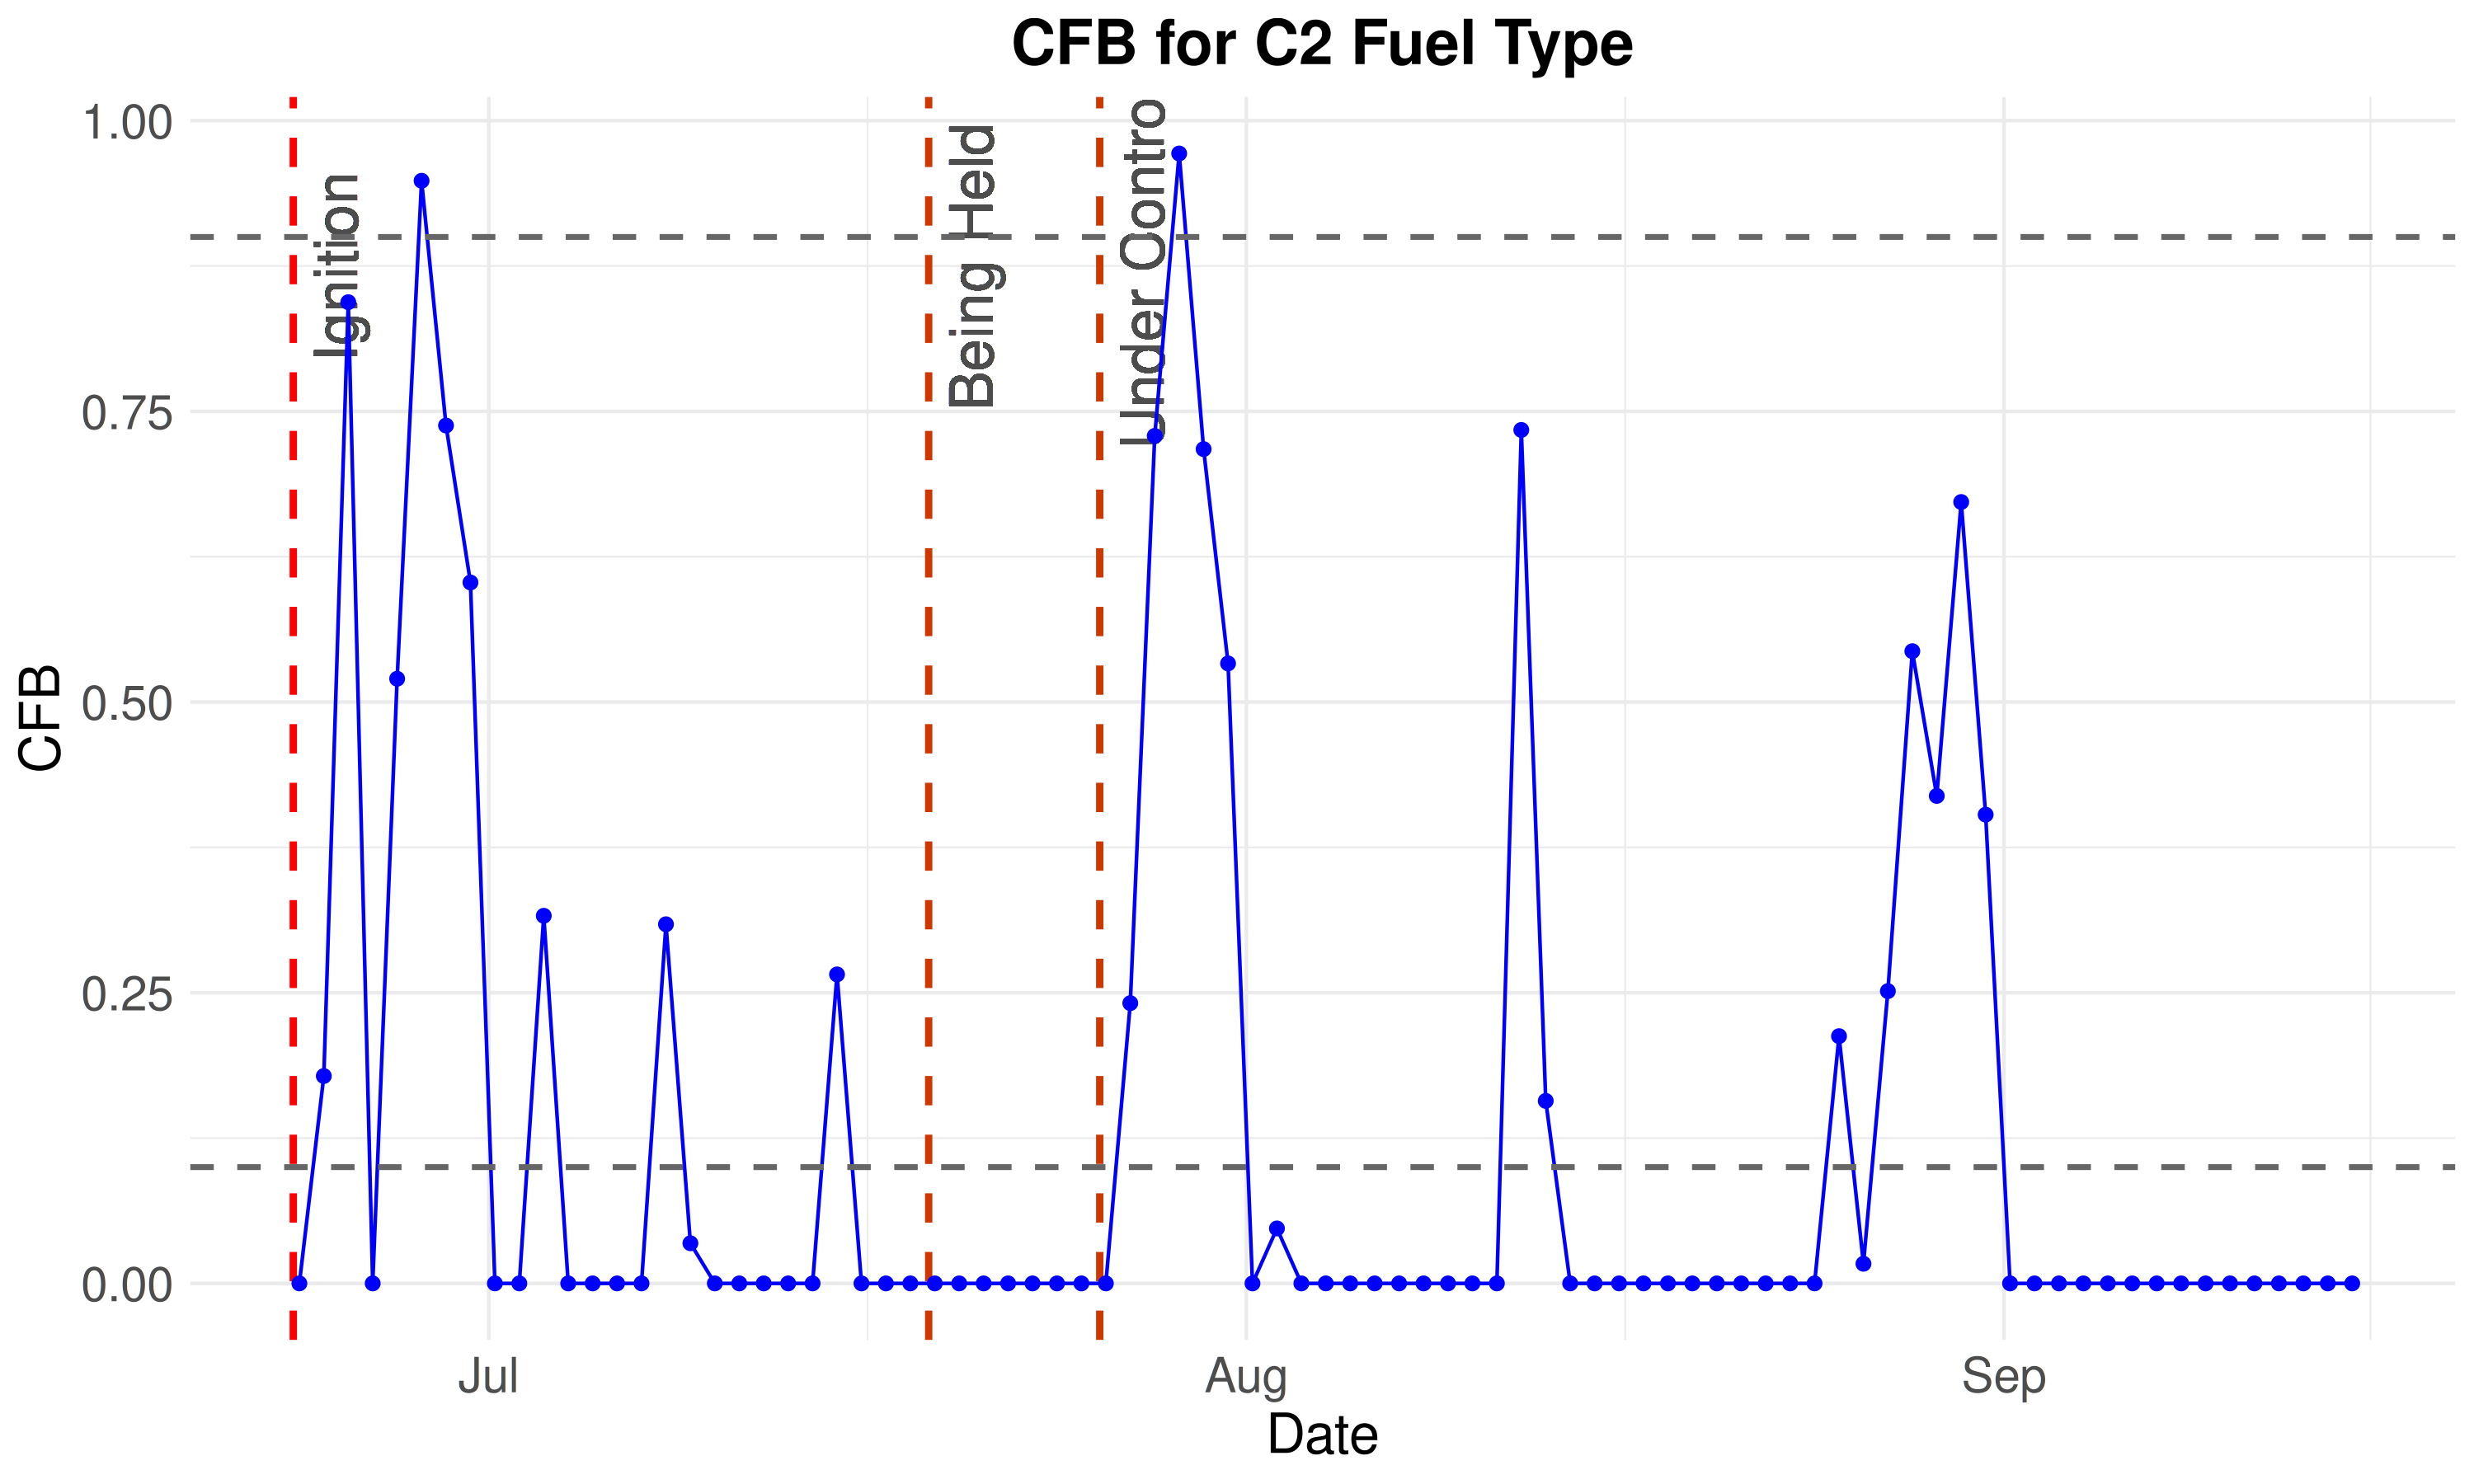 CFB for C2 Fuel Type
1.00
0.75
0.50
0.25
0.00
CFB
Ignition
Being Held
Under Contro
Jul
Aug
Sep
Date